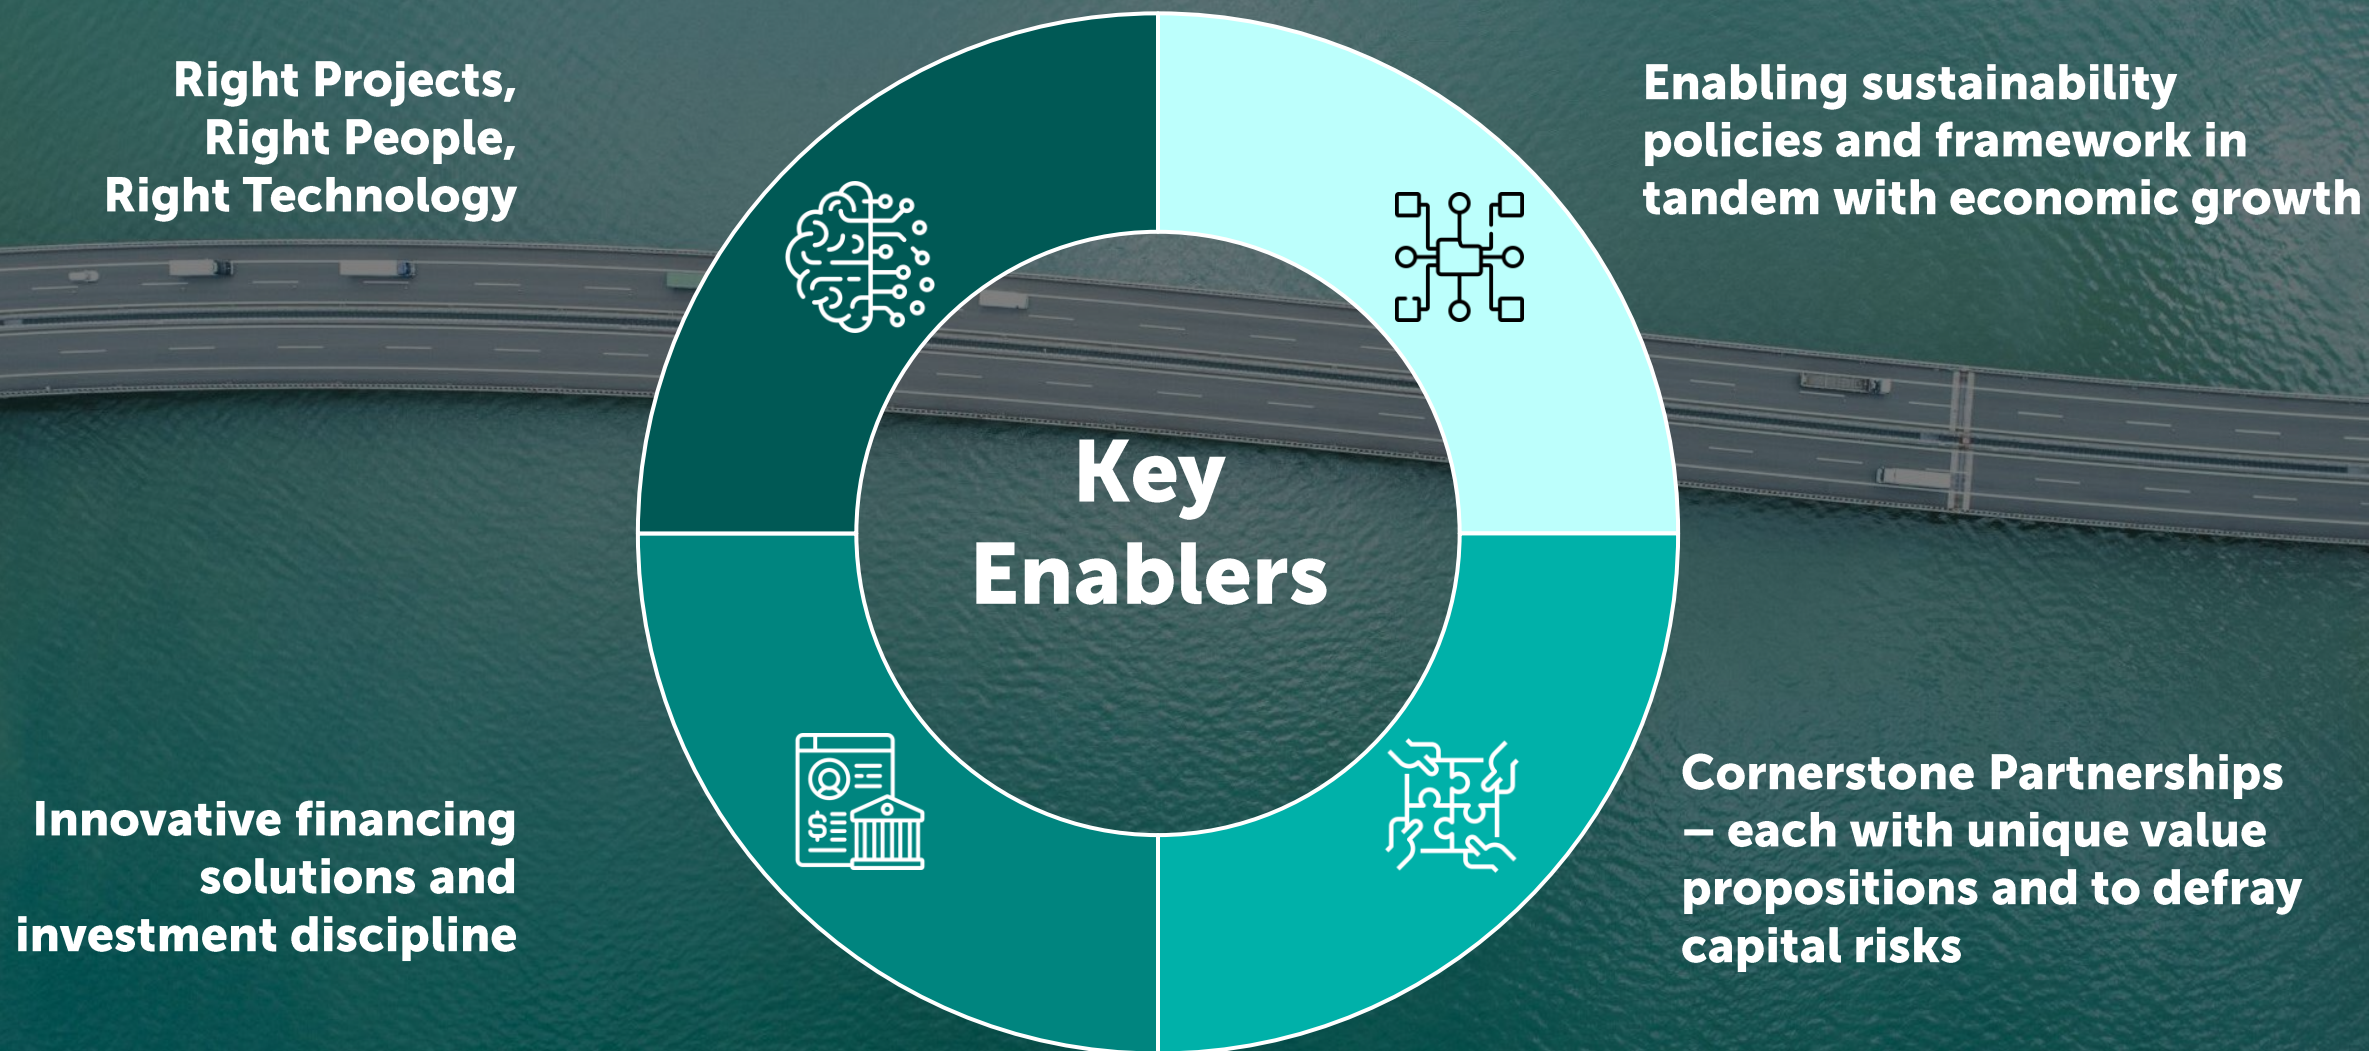 Right Projects,
Right People,
Right Technology
Enabling sustainability
policies and framework in
tandem with economic growth
Key
Enablers
Innovative financing
solutions and
investment discipline
Cornerstone Partnerships
– each with unique value
propositions and to defray
capital risks